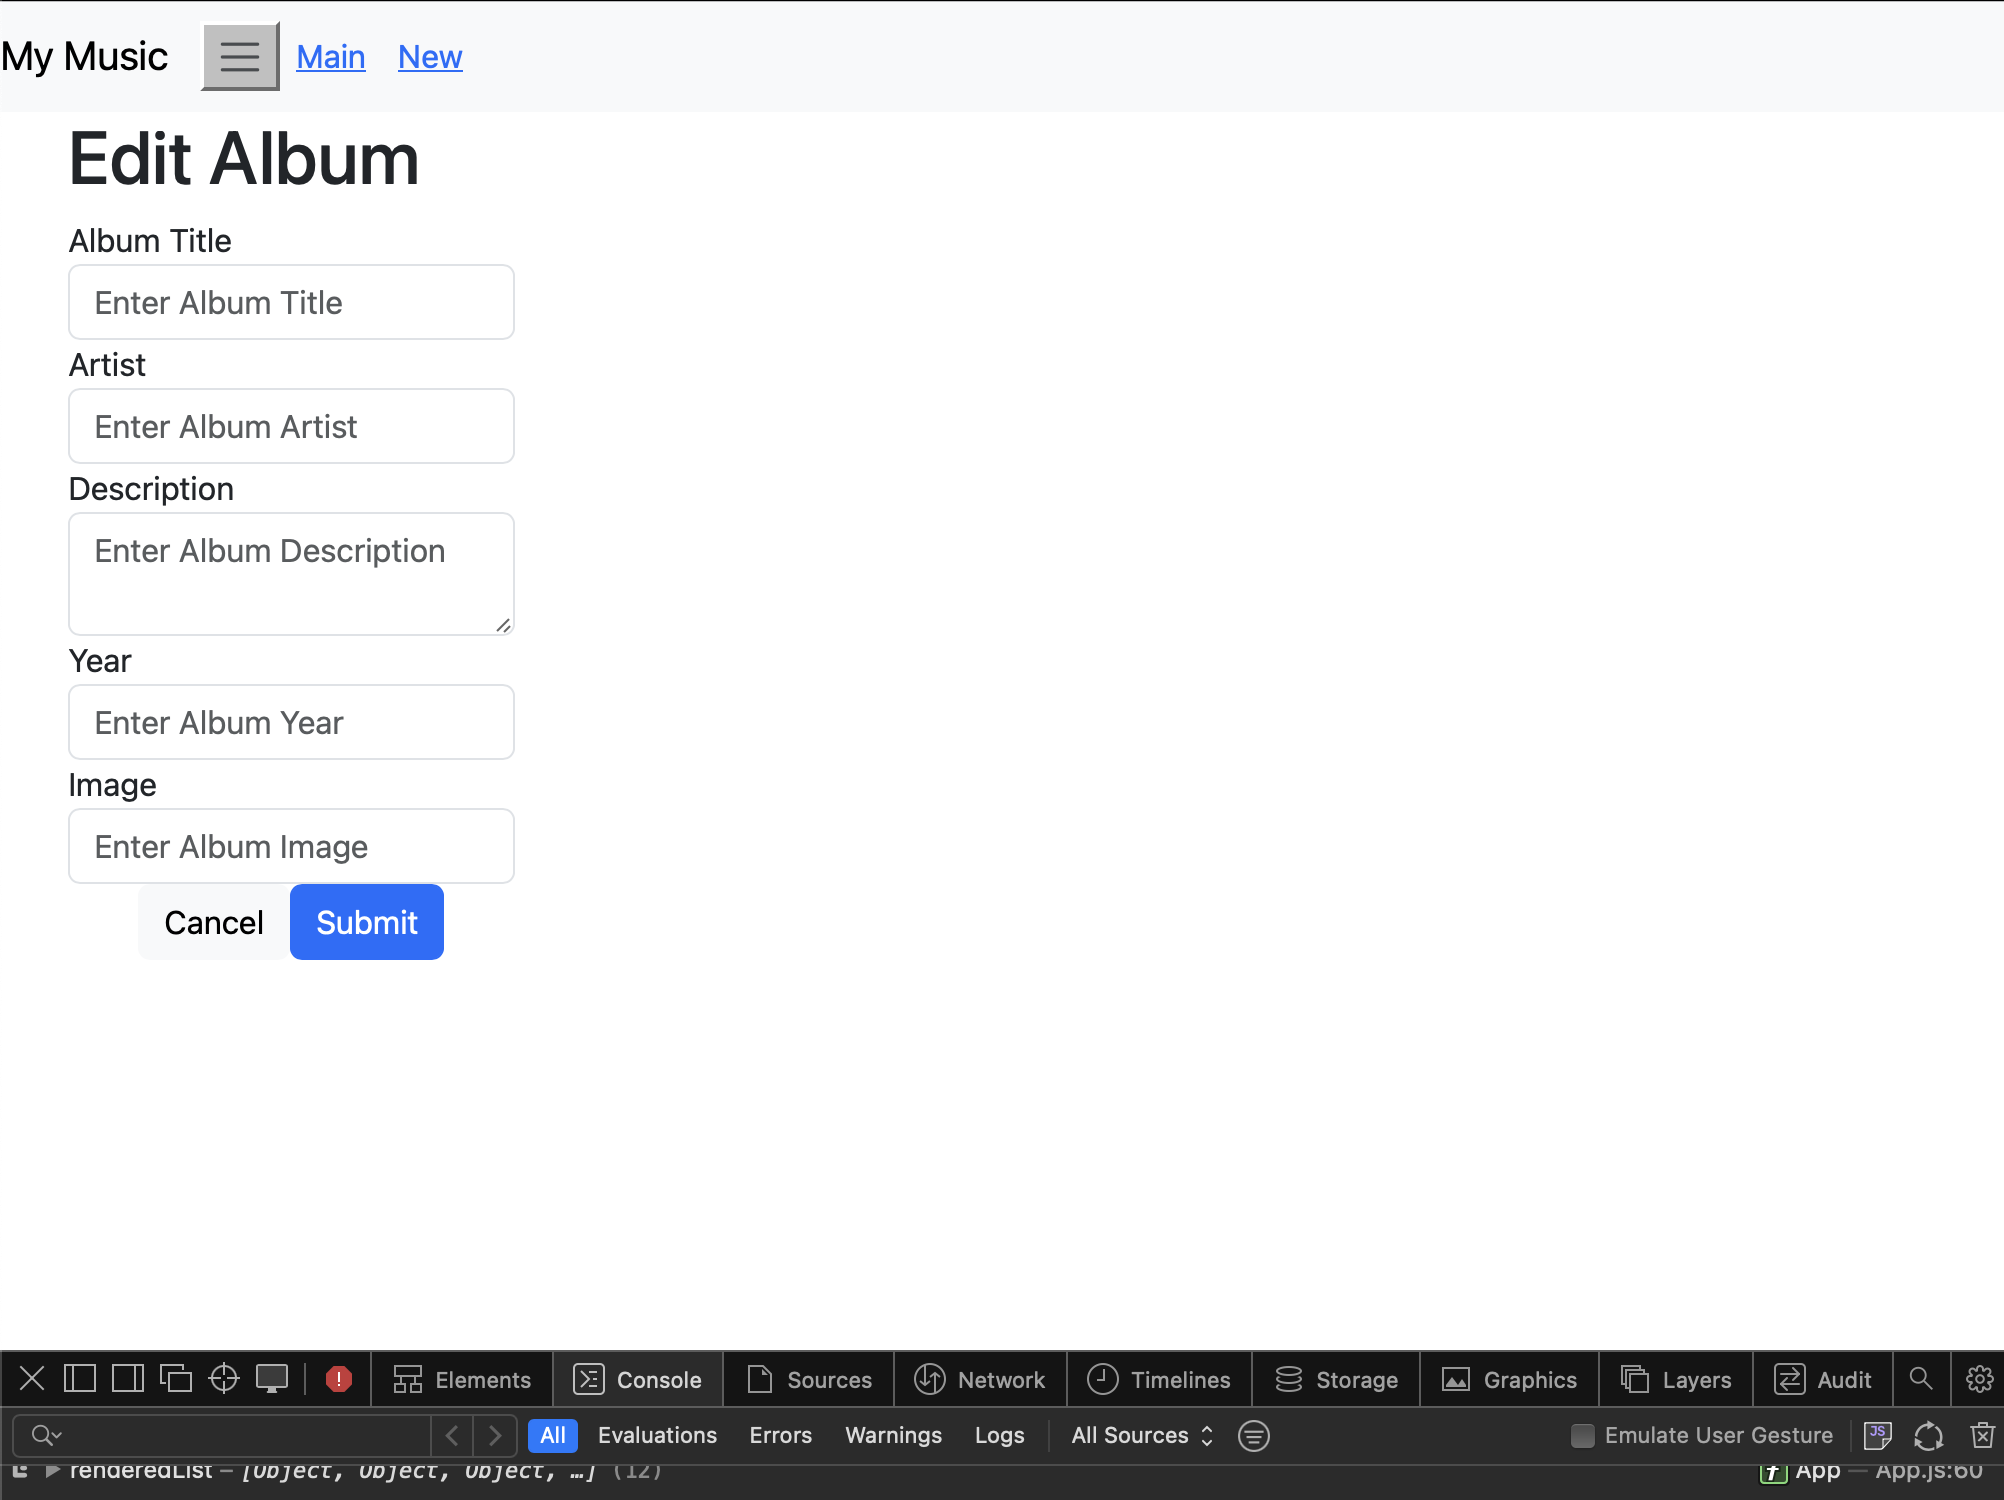 My Music Main New
Edit Album
Album Title
Enter Album Title
Artist
Enter Album Artist
Description
Enter Album Description
Year
Enter Album Year
Image
Enter Album Image
Cancel Submit
Elements Console Sources Network Timelines Storage Graphics Layers Audit
All Evaluations Errors Warnings Logs All Sources Emulate User Gesture JS
renderedList – [Object, Object, Object, …] (12) f App — App.js:60